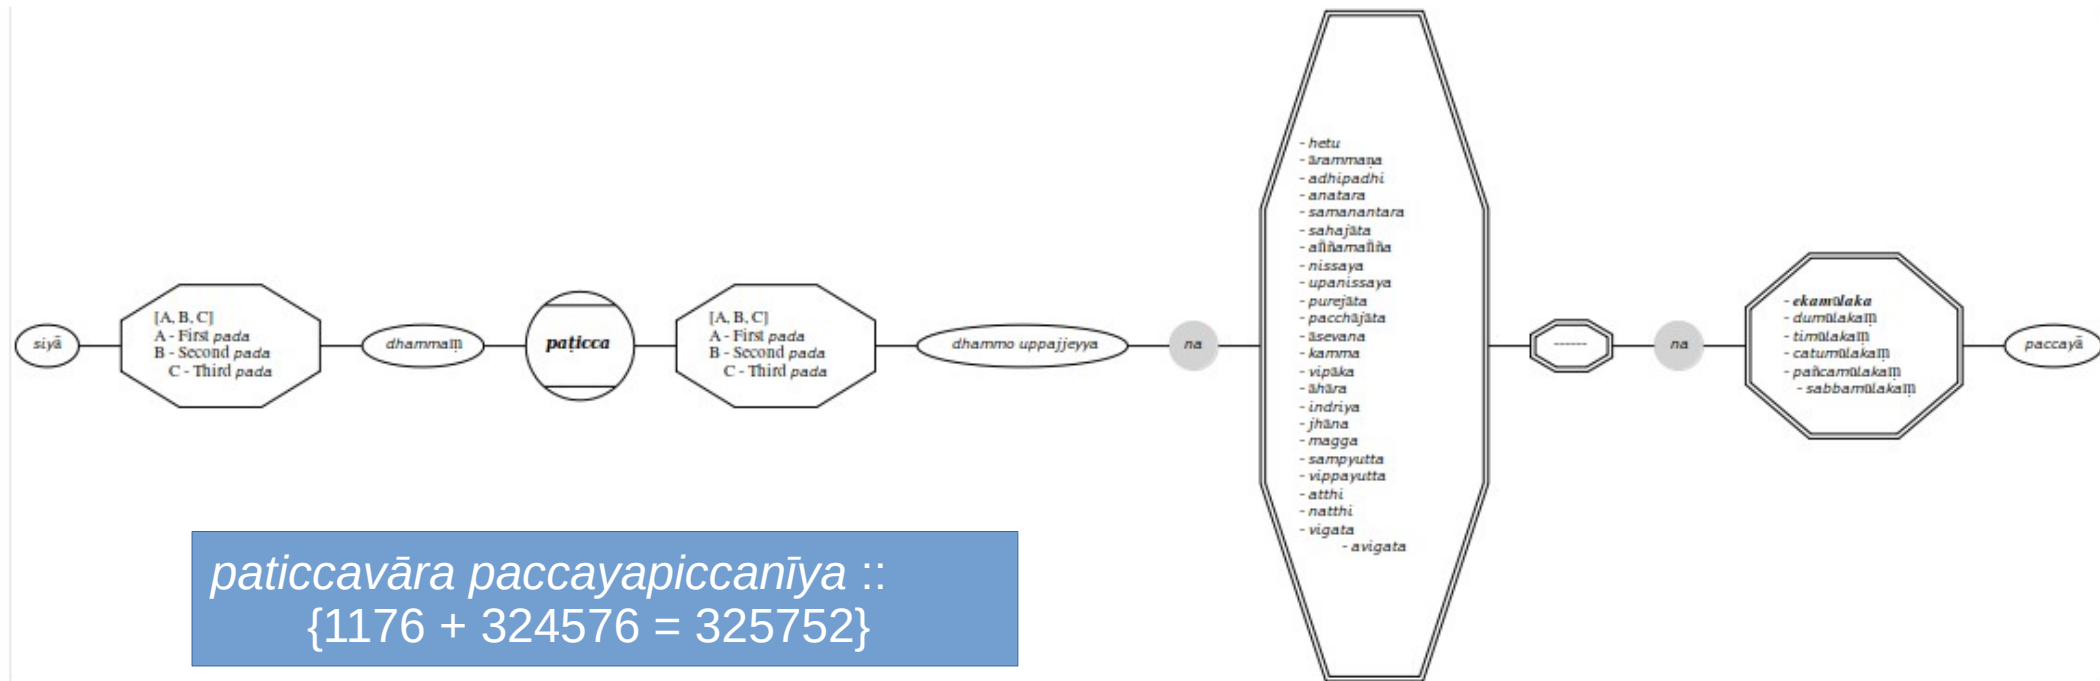 siyā
[A, B, C]
A - First pada
B - Second pada
C - Third pada
dhammaṃ
paṭicca
[A, B, C]
A - First pada
B - Second pada
C - Third pada
dhammo uppajjeyya
na
- hetu
- ārammaṇa
- adhipadhi
- anatara
- samanantara
- sahajāta
- aññamañña
- nissaya
- upanissaya
- purejāta
- pacchājāta
- āsevana
- kamma
- vipāka
- āhāra
- indriya
- jhāna
- magga
- sampyutta
- vippayutta
- atthi
- natthi
- vigata
- avigata
------
na
- ekamūlaka
- dumūlakaṃ
- timūlakaṃ
- catumūlakaṃ
- pañcamūlakaṃ
- sabbamūlakaṃ
paccayā
paticcavāra paccayapiccanīya ::
{1176 + 324576 = 325752}